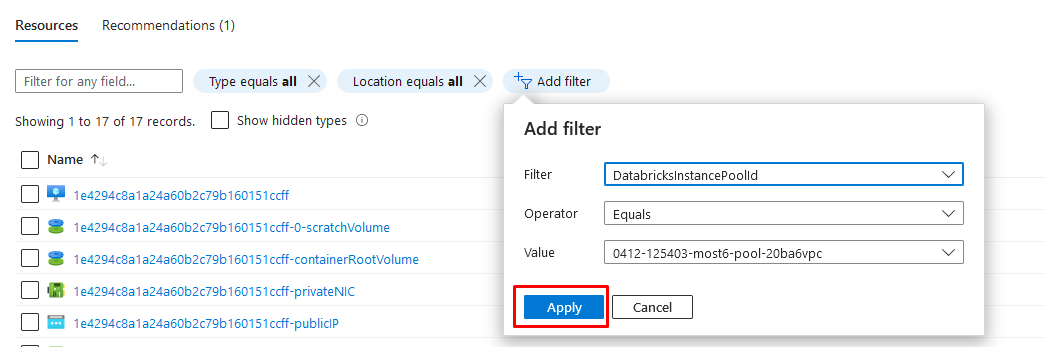 Resources Recommendations (1)
Filter for any field... Type equals all Location equals all Add filter
Showing 1 to 17 of 17 records. Show hidden types
Add filter
Name
Filter DatabricksInstancePoolId
1e4294c8a1a24a60b2c79b160151ccff
Operator Equals
1e4294c8a1a24a60b2c79b160151ccff-0-scratchVolume
Value 0412-125403-most6-pool-20ba6vpc
1e4294c8a1a24a60b2c79b160151ccff-containerRootVolume
1e4294c8a1a24a60b2c79b160151ccff-privateNIC
Apply Cancel
1e4294c8a1a24a60b2c79b160151ccff-publicIP